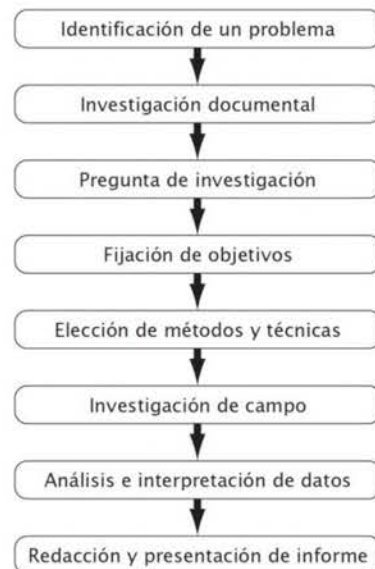 Identificación de un problema
Investigación documental
Pregunta de investigación
Fijación de objetivos
Elección de métodos y técnicas
Investigación de campo
Análisis e interpretación de datos
Redacción y presentación de informe